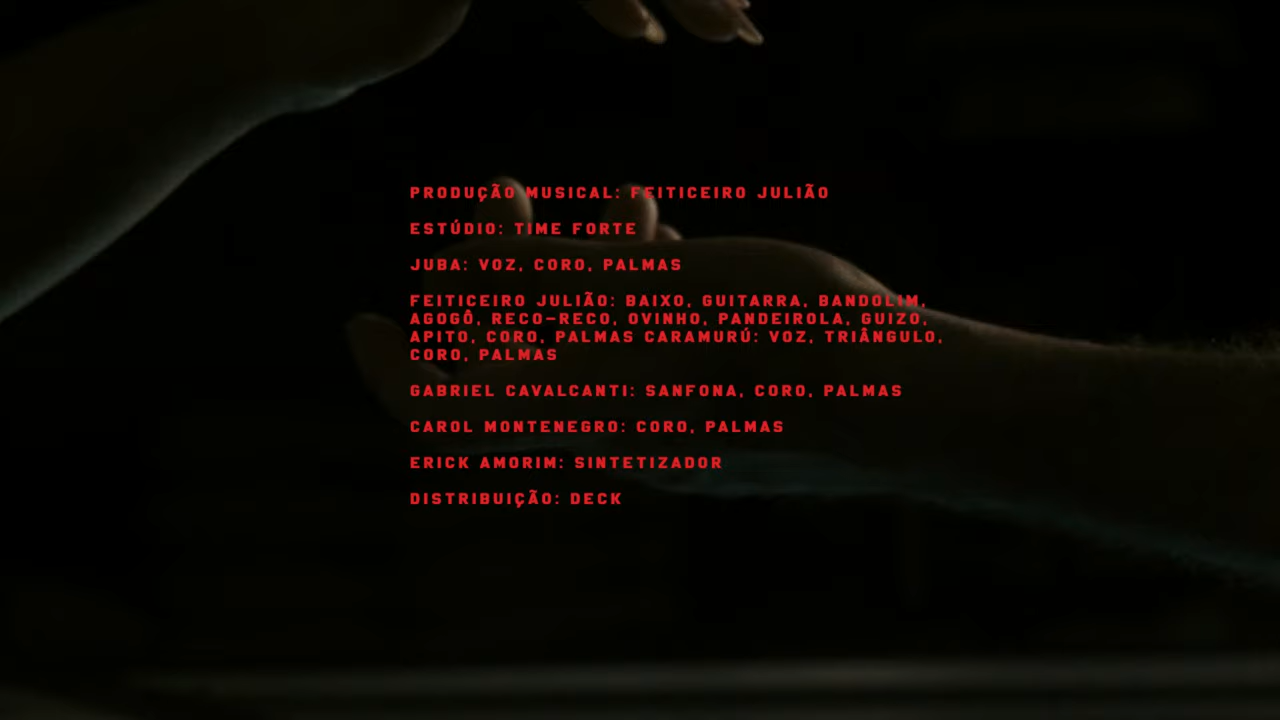 PRODUÇÃO MUSICAL: FEITICEIRO JULIÃO
ESTÚDIO: TIME FORTE
JUBA: VOZ, CORO, PALMAS
FEITICEIRO JULIÃO: BAIXO, GUITARRA, BANDOLIM,
AGOGÔ, RECO-RECO, OVINHO, PANDEIROLA, GUIZO,
APITO, CORO, PALMAS CARAMURÚ: VOZ, TRIÂNGULO,
CORO, PALMAS
GABRIEL CAVALCANTI: SANFONA, CORO, PALMAS
CAROL MONTENEGRO: CORO, PALMAS
ERICK AMORIM: SINTETIZADOR
DISTRIBUIÇÃO: DECK